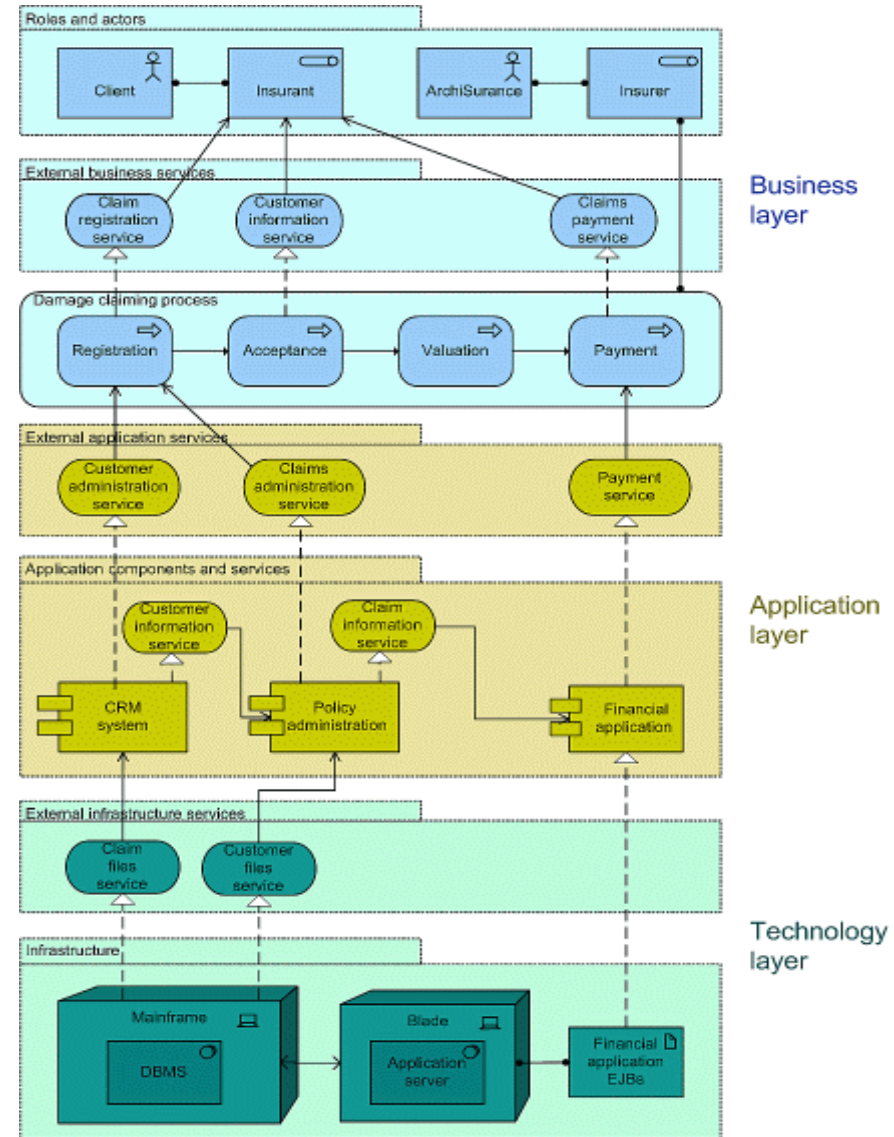 Roles and actors
Client
Insurant
ArchiSurance
Insurer
External business services
Claim
registration
service
Customer
information
service
Claims
payment
service
Business
layer
Damage claiming process
Registration
Acceptance
Valuation
Payment
External application services
Customer
administration
service
Claims
administration
service
Payment
service
Application components and services
Customer
information
service
Claim
information
service
Application
layer
CRM
system
Policy
administration
Financial
application
External infrastructure services
Claim
files
service
Customer
files
service
Technology
layer
Infrastructure
Mainframe
DBMS
Blade
Application
server
Financial
application
EJBs